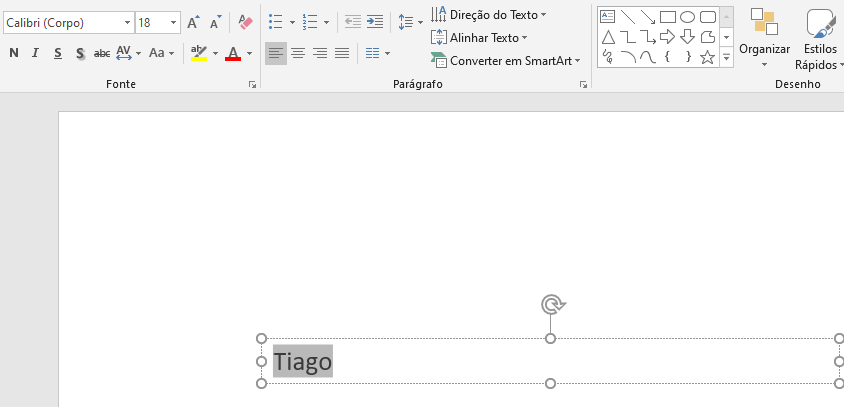 Calibri (Corpo) 18 A A Direção do Texto
Alinhar Texto
N I S S abc AV Aa ab A Converter em SmartArt
Organizar Estilos
Rápidos
Fonte Parágrafo Desenho
Tiago